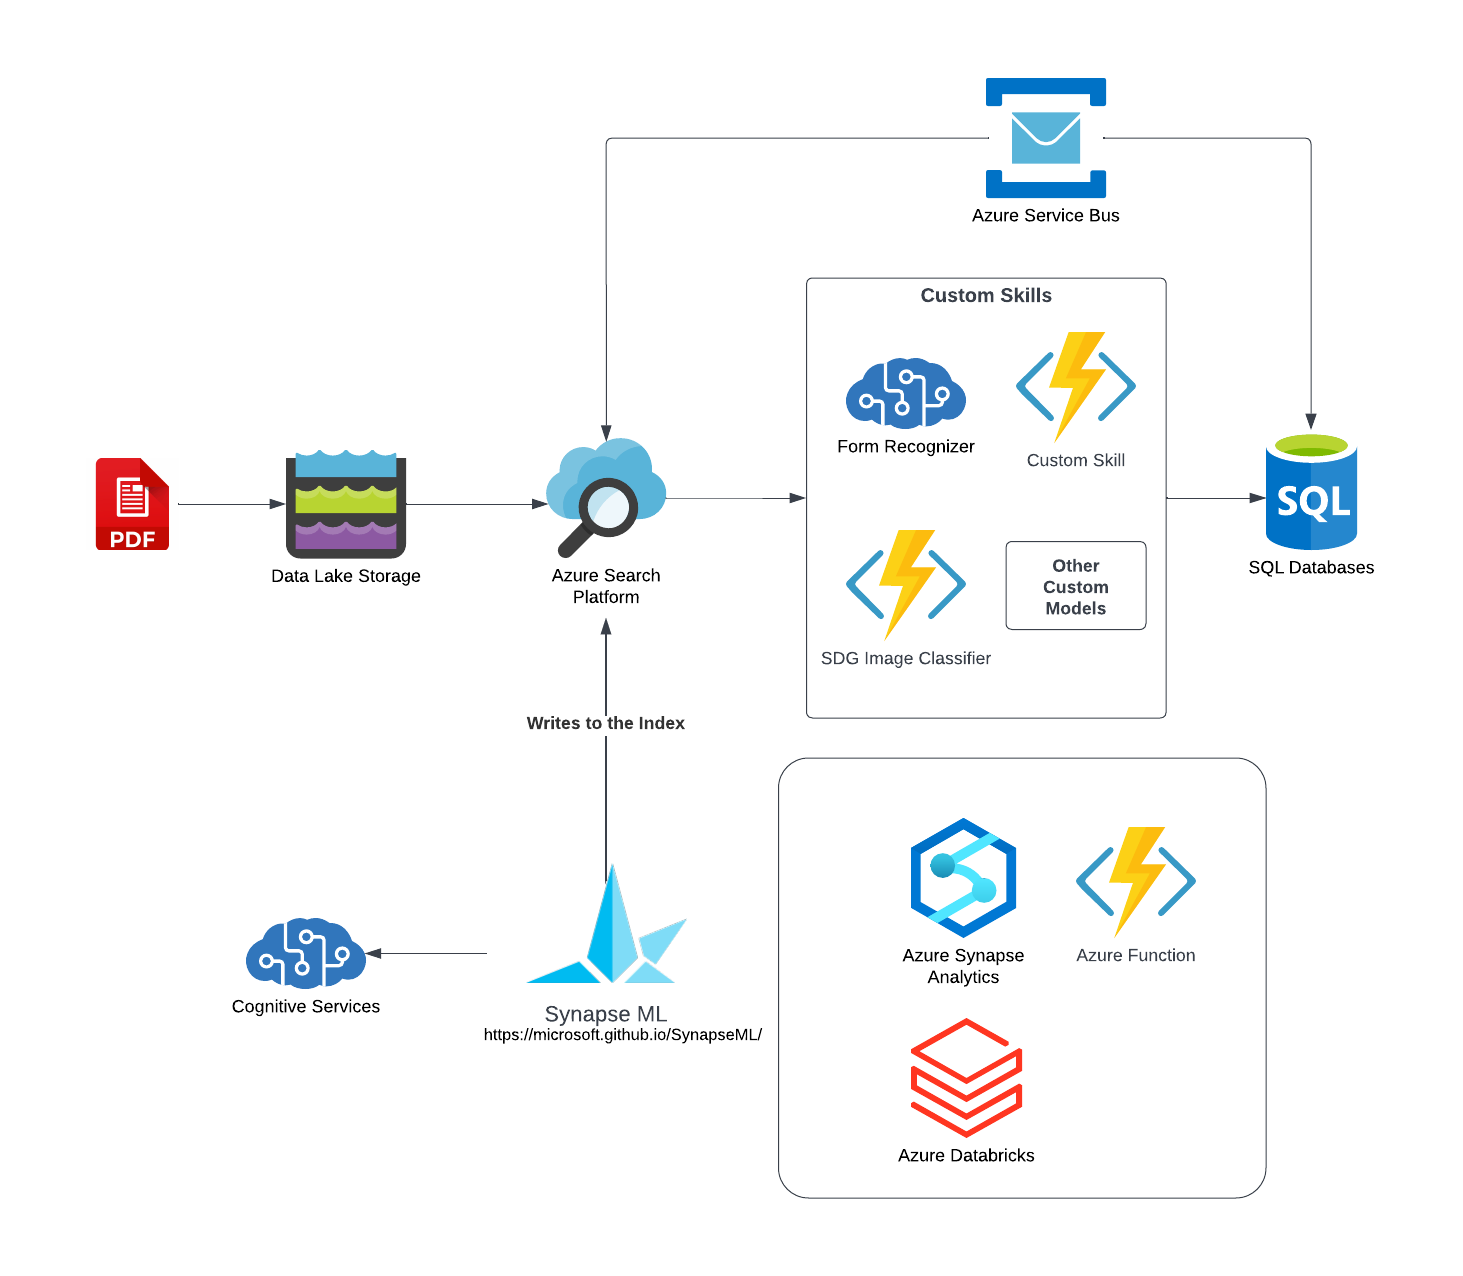 Azure Service Bus
Custom Skills
Form Recognizer
Custom Skill
PDF
Data Lake Storage
Azure Search
Platform
SDG Image Classifier
Other
Custom
Models
SQL
SQL Databases
Writes to the Index
Cognitive Services
Synapse ML
https://microsoft.github.io/SynapseML/
Azure Synapse
Analytics
Azure Function
Azure Databricks